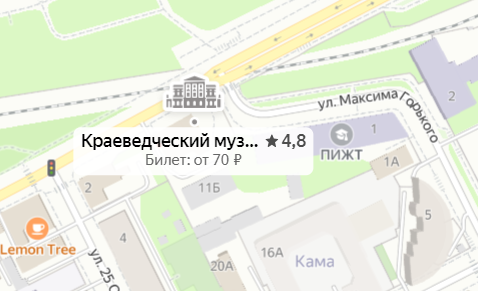 ул. Максима Горького
2
Краеведческий муз... ★ 4,8
Билет: от 70 ₽
1
ПИЖТ
1А
2
11Б
5
Lemon Tree
4
ул. 25 О
16А
20А
Кама